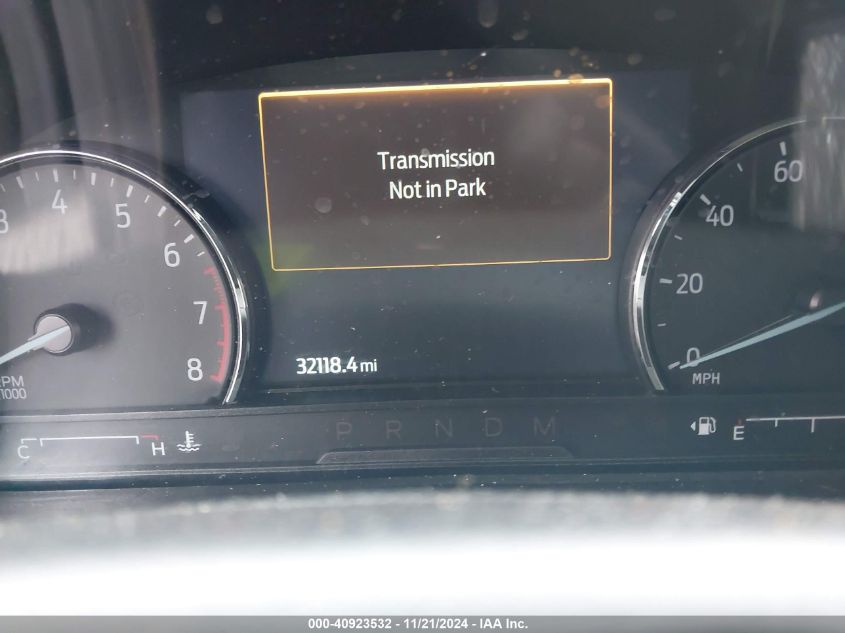 Transmission
Not in Park
3 4 5 6 7 8
RPM
1000
60
40
20
0
MPH
32118.4 mi
P R N D M
C H
E
000-40923532 - 11/21/2024 - IAA Inc.